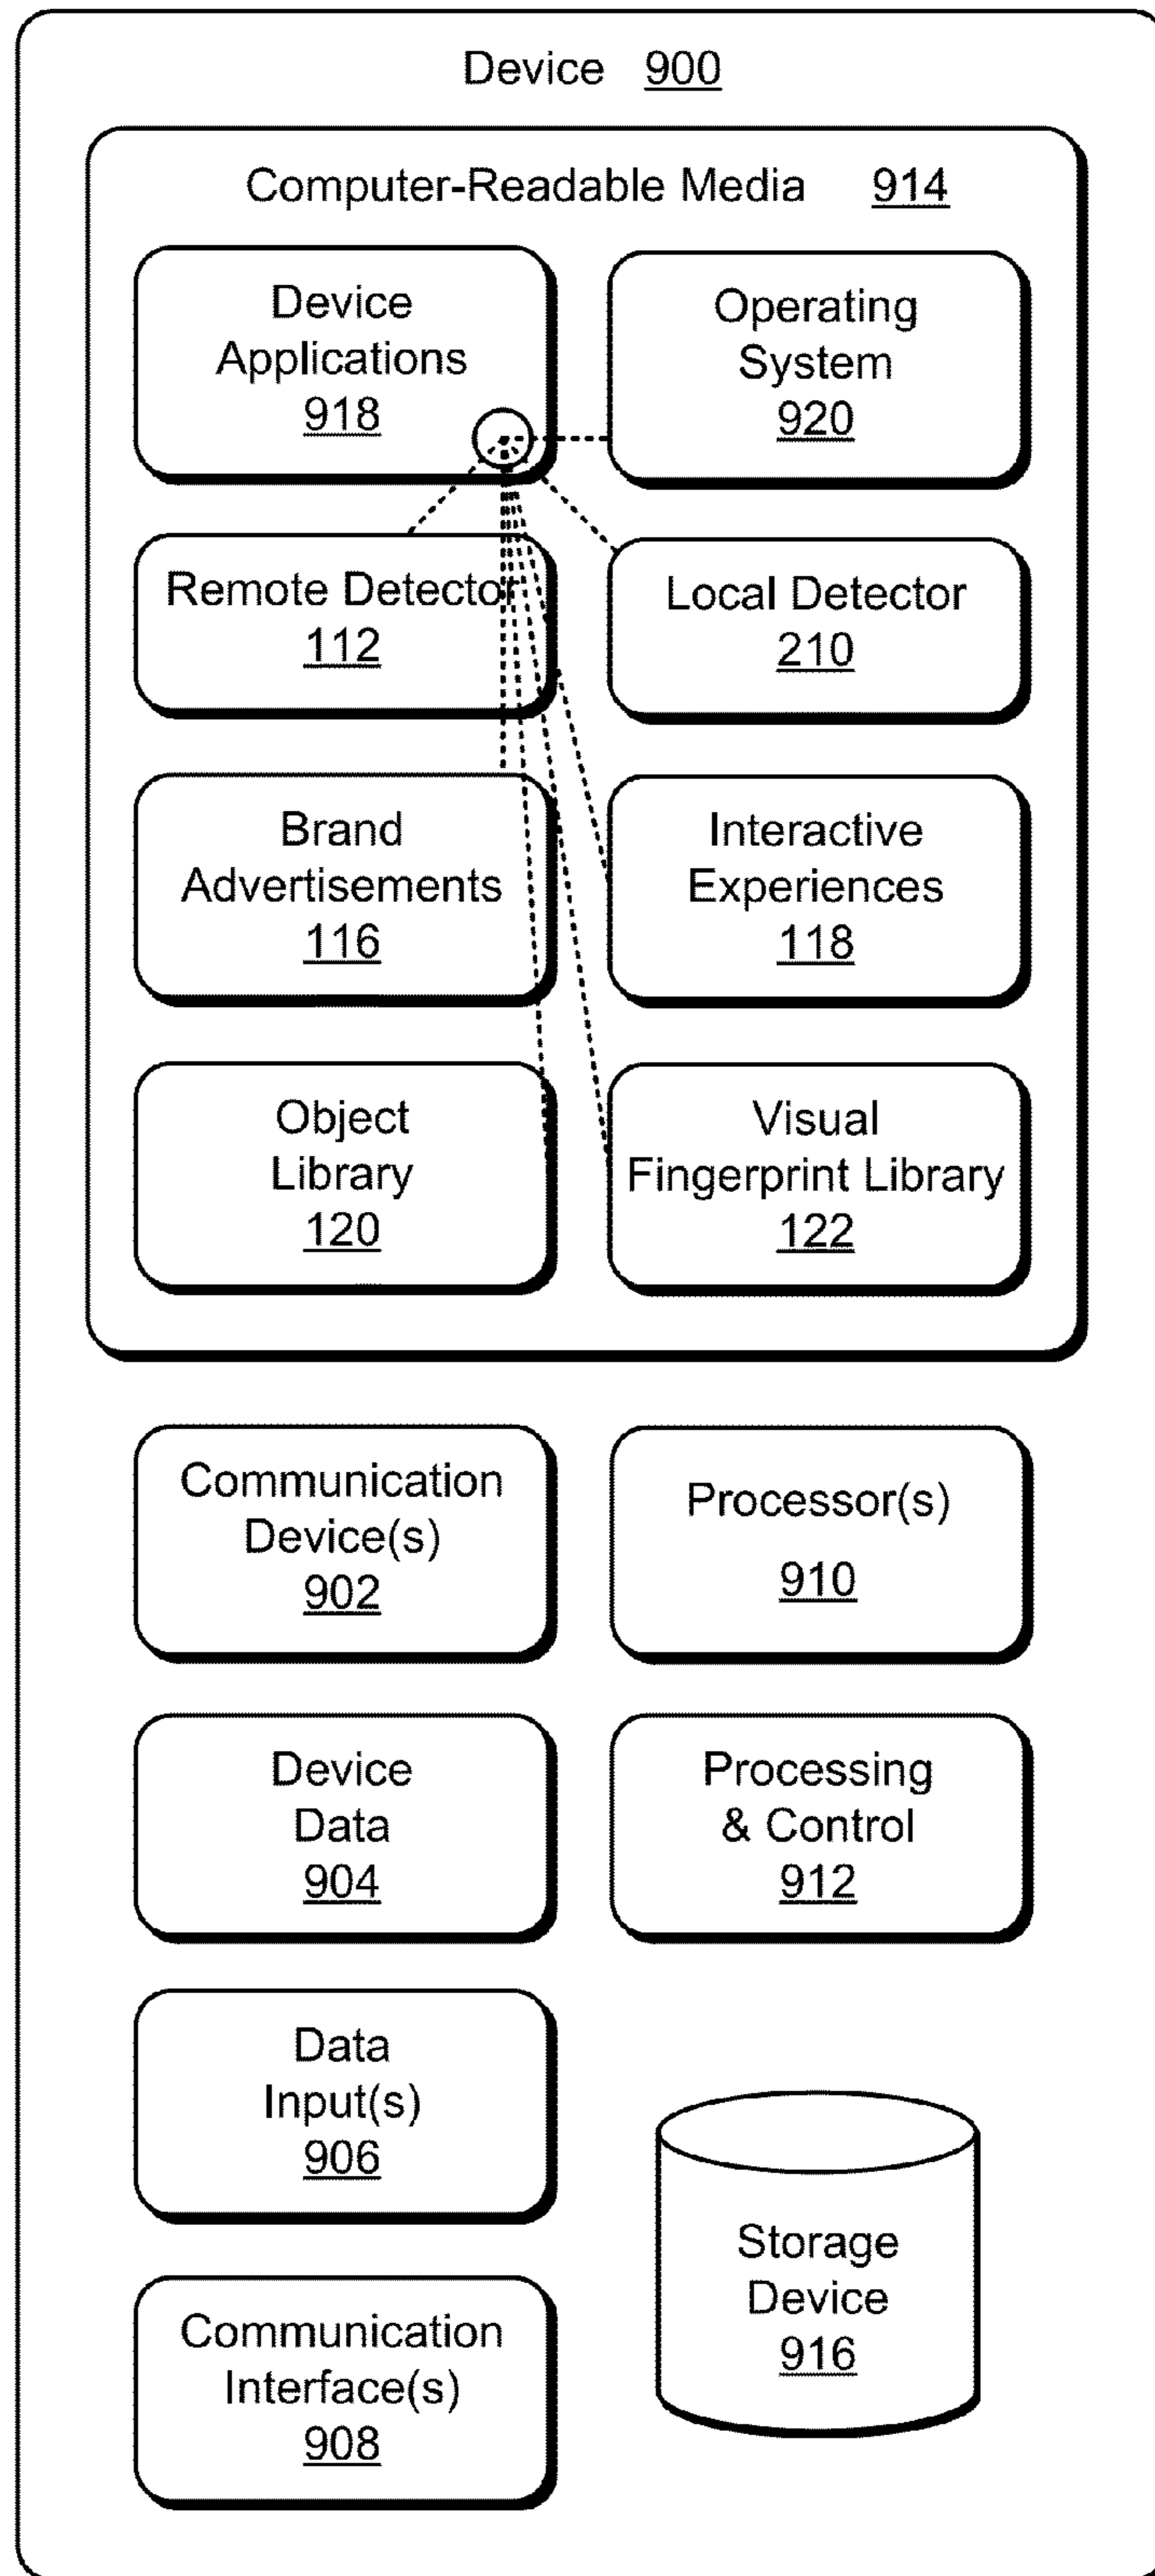 Device 900
Computer-Readable Media 914
Device
Applications
918
Operating
System
920
Remote Detector
112
Local Detector
210
Brand
Advertisements
116
Interactive
Experiences
118
Object
Library
120
Visual
Fingerprint Library
122
Communication
Device(s)
902
Processor(s)
910
Device
Data
904
Processing
& Control
912
Data
Input(s)
906
Storage
Device
916
Communication
Interface(s)
908